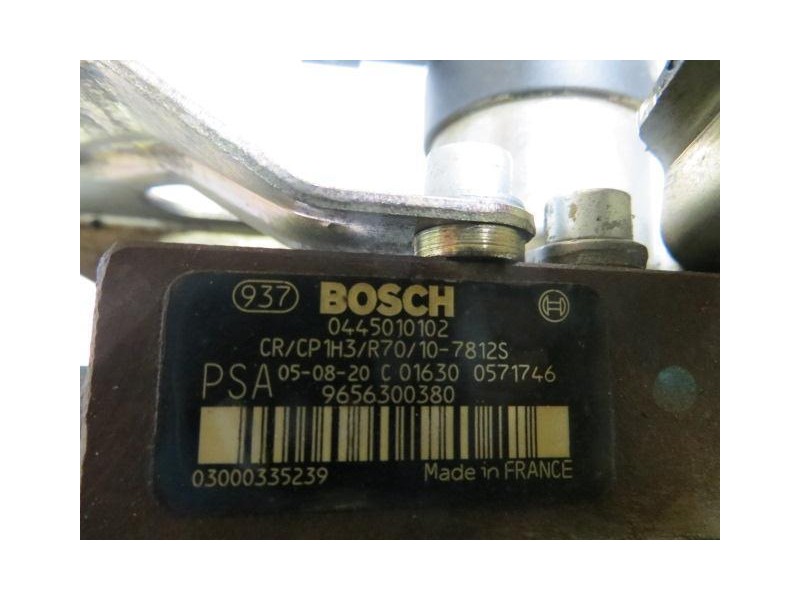 937 BOSCH
0445010102
CR/CP1H3/R70/10-7812S
PSA 05-08-20 C 01630 0571746
9656300380
03000335239 Made in FRANCE